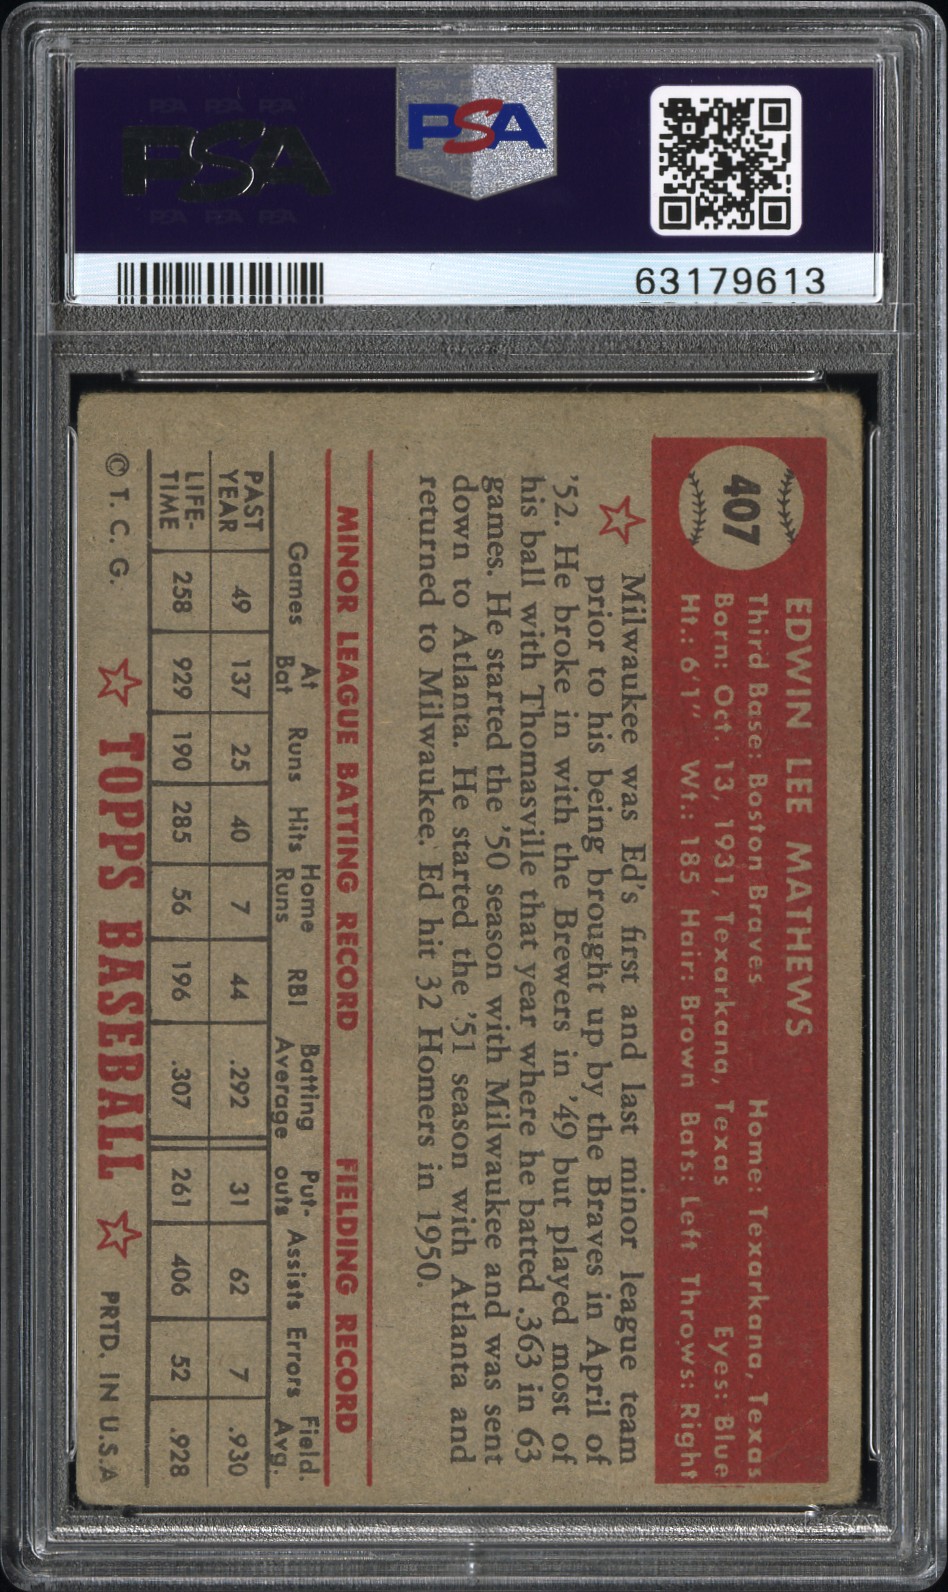 PSA PSA PSA
PSA
PSA PSA PSA
PSA
63179613
407
EDWIN LEE MATHEWS
Third Base: Boston Braves Home: Texarkana, Texas
Born: Oct. 13, 1931, Texarkana, Texas Eyes: Blue
Ht.: 6'1" Wt.: 185 Hair: Brown Bats: Left Throws: Right
Milwaukee was Ed's first and last minor league team
prior to his being brought up by the Braves in April of
'52. He broke in with the Brewers in '49 but played most of
his ball with Thomasville that year where he batted .363 in 63
games. He started the '50 season with Milwaukee and was sent
down to Atlanta. He started the '51 season with Atlanta and
returned to Milwaukee. Ed hit 32 Homers in 1950.
MINOR LEAGUE BATTING RECORD FIELDING RECORD
Games At Bat Runs Hits Home Runs RBI Batting Average Put-outs Assists Errors Field. Avg.
PAST YEAR 49 137 25 40 7 44 .292 31 62 7 .930
LIFE-TIME 258 929 190 285 56 196 .307 261 406 52 .928
© T. C. G. TOPPS BASEBALL PRTD. IN U.S.A